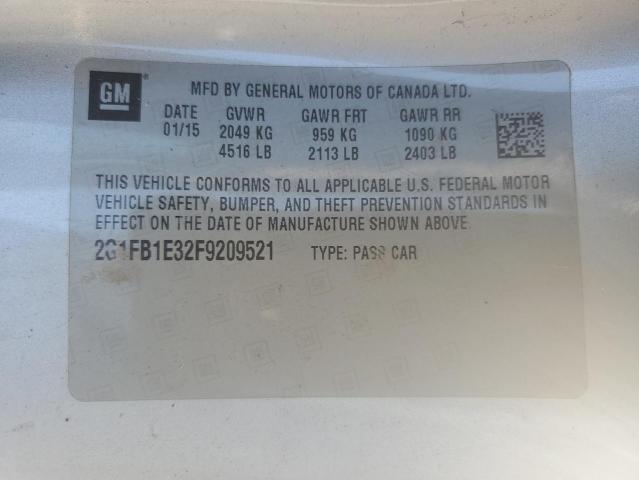 GM ®
MFD BY GENERAL MOTORS OF CANADA LTD.
DATE GVWR GAWR FRT GAWR RR
01/15 2049 KG 959 KG 1090 KG
4516 LB 2113 LB 2403 LB
THIS VEHICLE CONFORMS TO ALL APPLICABLE U.S. FEDERAL MOTOR
VEHICLE SAFETY, BUMPER, AND THEFT PREVENTION STANDARDS IN
EFFECT ON THE DATE OF MANUFACTURE SHOWN ABOVE.
2G1FB1E32F9209521 TYPE: PASS CAR